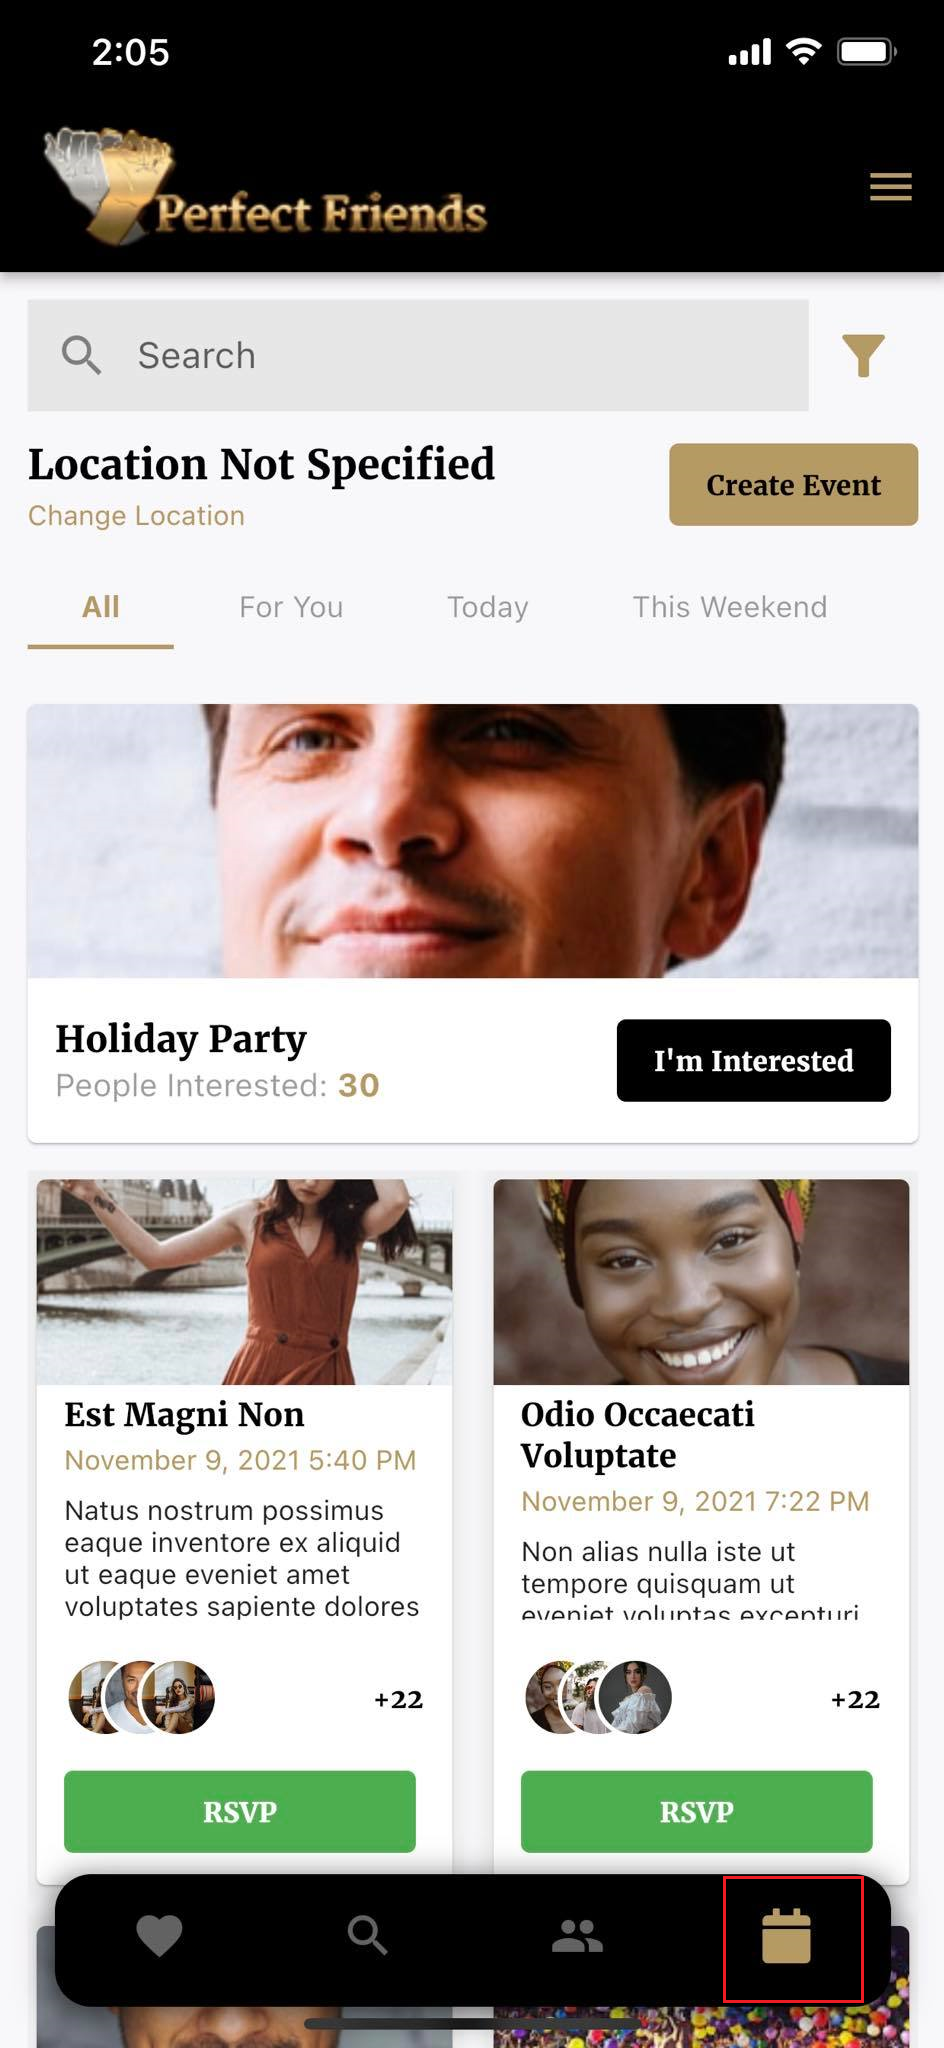 2:05
Perfect Friends
Search
Location Not Specified
Create Event
Change Location
All
For You
Today
This Weekend
Holiday Party
People Interested: 30
I'm Interested
Est Magni Non
November 9, 2021 5:40 PM
Natus nostrum possimus
eaque inventore ex aliquid
ut eaque eveniet amet
voluptates sapiente dolores
+22
RSVP
Odio Occaecati
Voluptate
November 9, 2021 7:22 PM
Non alias nulla iste ut
tempore quisquam ut
eveniet voluptas excepturi
+22
RSVP